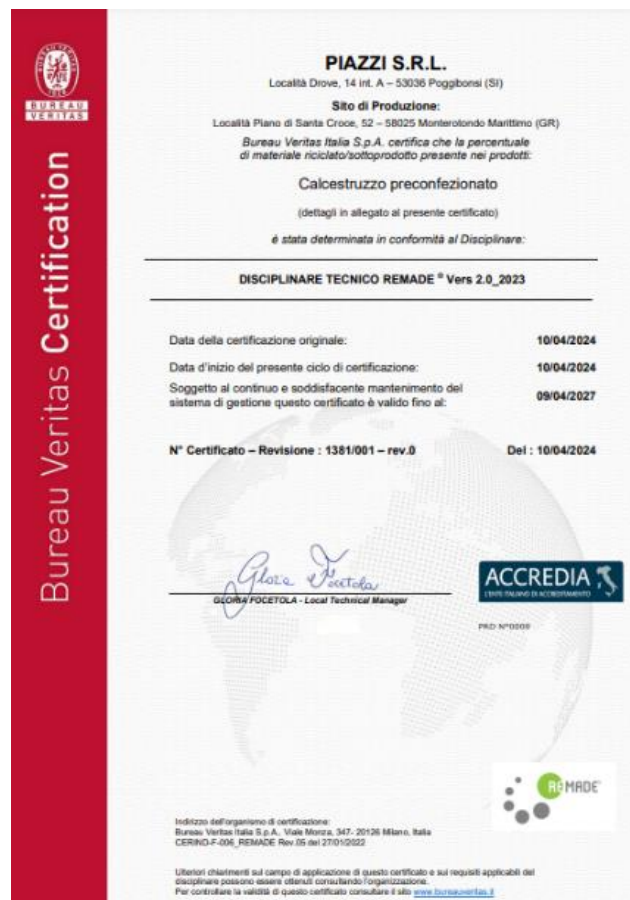 BUREAU
VERITAS
Bureau Veritas Certification
PIAZZI S.R.L.
Località Drove, 14 int. A – 53036 Poggibonsi (SI)
Sito di Produzione:
Località Piano di Santa Croce, 52 – 58025 Monterotondo Marittimo (GR)
Bureau Veritas Italia S.p.A. certifica che la percentuale
di materiale riciclato/sottoprodotto presente nei prodotti:
Calcestruzzo preconfezionato
(dettagli in allegato al presente certificato)
è stata determinata in conformità al Disciplinare:
DISCIPLINARE TECNICO REMADE ® Vers 2.0_2023
Data della certificazione originale: 10/04/2024
Data d'inizio del presente ciclo di certificazione: 10/04/2024
Soggetto al continuo e soddisfacente mantenimento del
sistema di gestione questo certificato è valido fino al: 09/04/2027
N° Certificato – Revisione : 1381/001 – rev.0 Del : 10/04/2024
Gloria Focetola
GLORIA FOCETOLA - Local Technical Manager
ACCREDIA
L'ENTE ITALIANO DI ACCREDITAMENTO
PRD N°0009
REMADE
Indirizzo dell'organismo di certificazione:
Bureau Veritas Italia S.p.A., Viale Monza, 347- 20126 Milano, Italia
CERINO-F-006_REMADE Rev.05 del 27/01/2022
Ulteriori chiarimenti sul campo di applicazione di questo certificato e sui requisiti applicabili del
disciplinare possono essere ottenuti consultando l'organizzazione.
Per controllare la validità di questo certificato consultare il sito www.bureauveritas.it